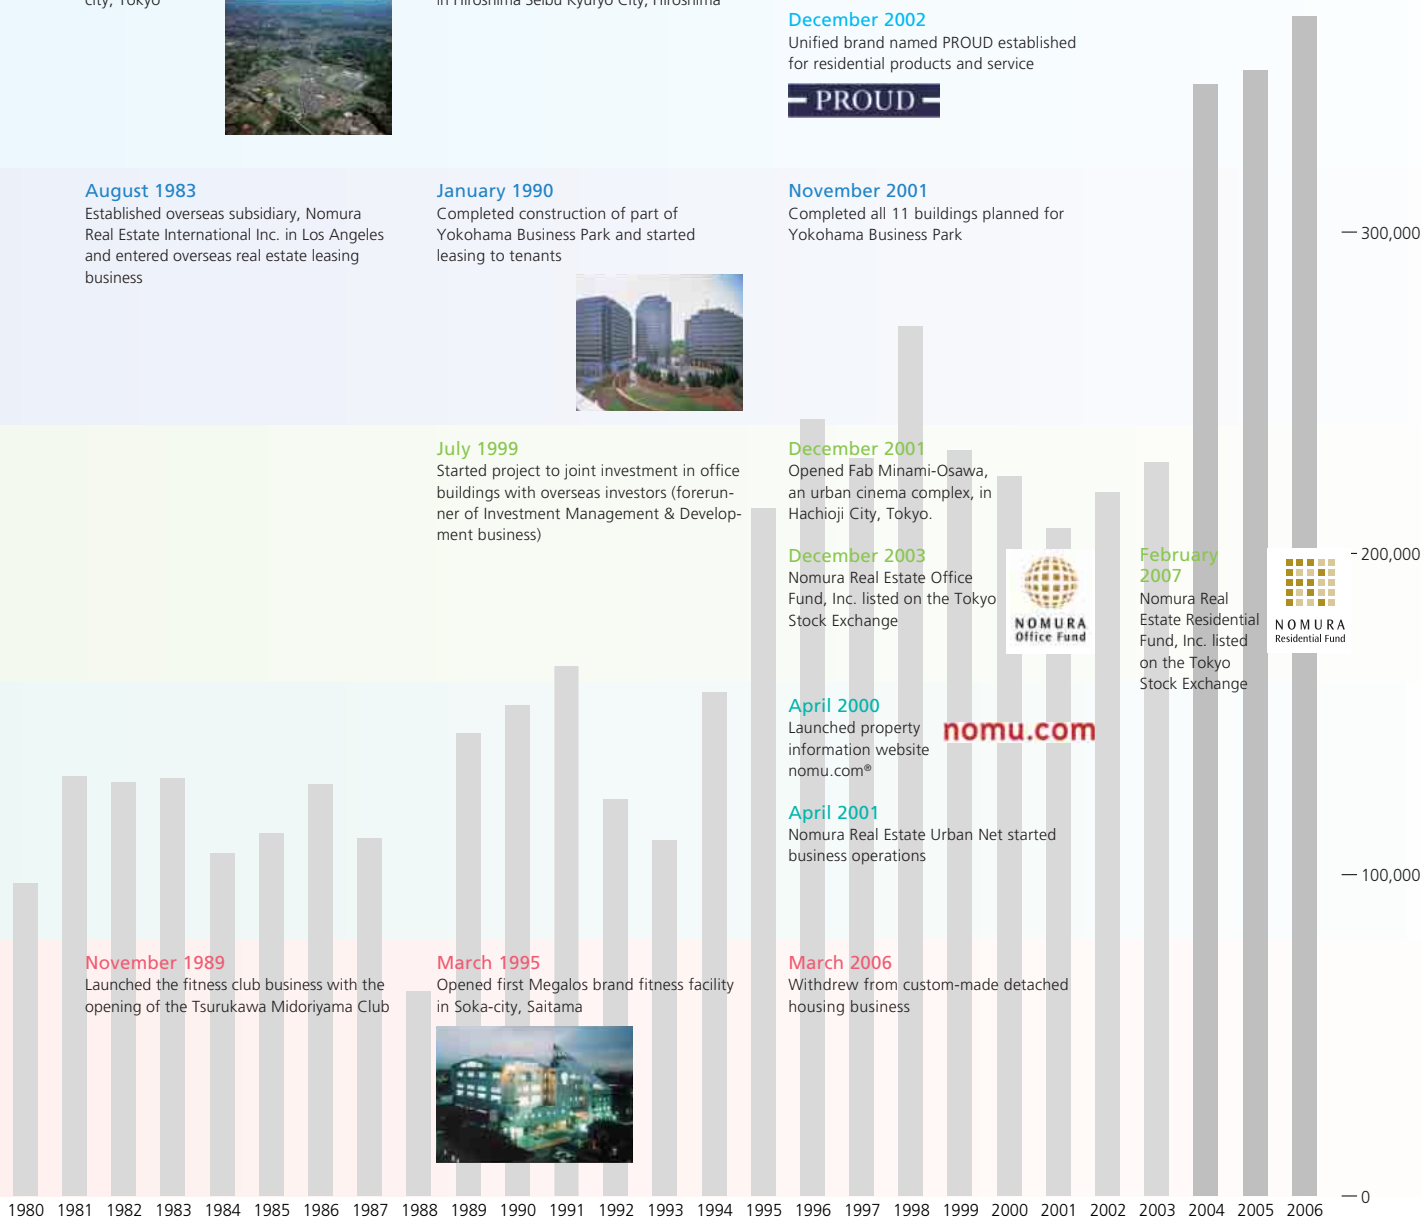 city, Tokyo
in Hiroshima Seibu Kyuryo City, Hiroshima
December 2002
Unified brand named PROUD established
for residential products and service
PROUD
August 1983
Established overseas subsidiary, Nomura
Real Estate International Inc. in Los Angeles
and entered overseas real estate leasing
business
January 1990
Completed construction of part of
Yokohama Business Park and started
leasing to tenants
November 2001
Completed all 11 buildings planned for
Yokohama Business Park
300,000
July 1999
Started project to joint investment in office
buildings with overseas investors (forerun-
ner of Investment Management & Develop-
ment business)
December 2001
Opened Fab Minami-Osawa,
an urban cinema complex, in
Hachioji City, Tokyo.
December 2003
Nomura Real Estate Office
Fund, Inc. listed on the Tokyo
Stock Exchange
NOMURA
Office Fund
February
2007
Nomura Real
Estate Residential
Fund, Inc. listed
on the Tokyo
Stock Exchange
NOMURA
Residential Fund
200,000
April 2000
Launched property
information website
nomu.com®
nomu.com
April 2001
Nomura Real Estate Urban Net started
business operations
100,000
November 1989
Launched the fitness club business with the
opening of the Tsurukawa Midoriyama Club
March 1995
Opened first Megalos brand fitness facility
in Soka-city, Saitama
March 2006
Withdrew from custom-made detached
housing business
0
1980 1981 1982 1983 1984 1985 1986 1987 1988 1989 1990 1991 1992 1993 1994 1995 1996 1997 1998 1999 2000 2001 2002 2003 2004 2005 2006